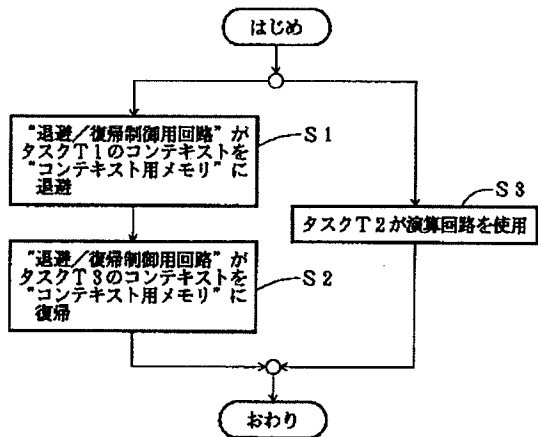 はじめ
“退避／復帰制御用回路”が
タスクＴ１のコンテキストを
“コンテキスト用メモリ”に
退避
Ｓ１
Ｓ３
タスクＴ２が演算回路を使用
“退避／復帰制御用回路”が
タスクＴ３のコンテキストを
“コンテキスト用メモリ”に
復帰
Ｓ２
おわり